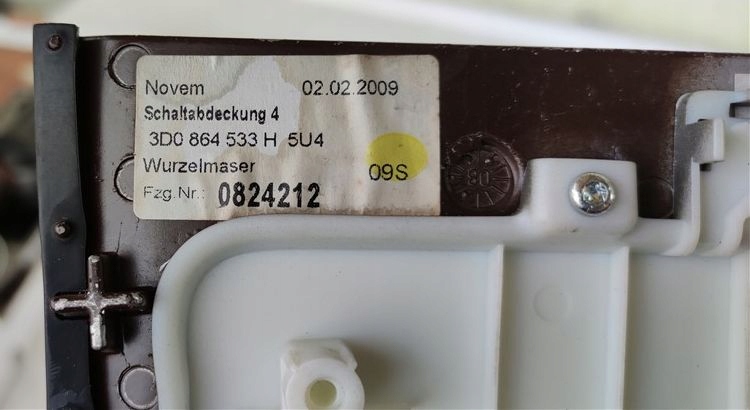 Novem 02.02.2009
Schaltabdeckung 4
3D0 864 533 H 5U4
Wurzelmaser 09S
Fzg.Nr.: 0824212